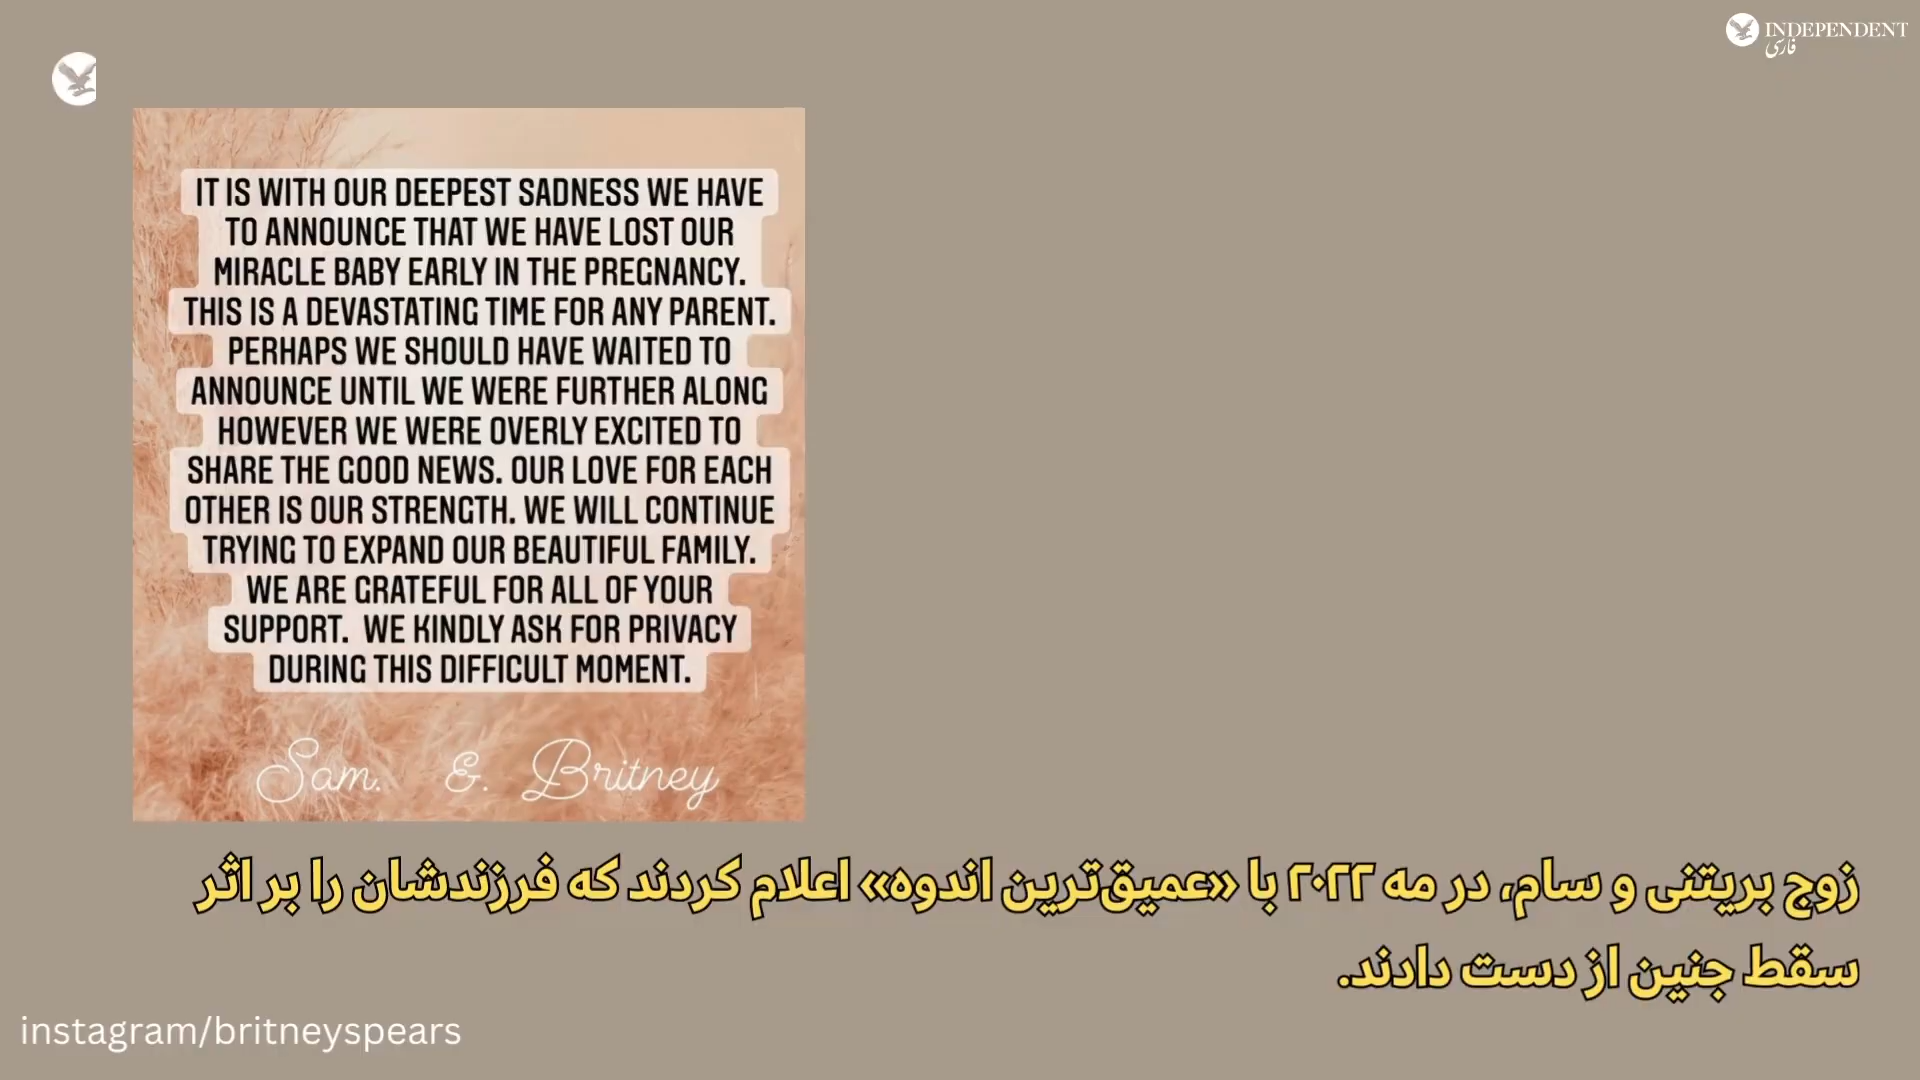 INDEPENDENT
فارسی
IT IS WITH OUR DEEPEST SADNESS WE HAVE
TO ANNOUNCE THAT WE HAVE LOST OUR
MIRACLE BABY EARLY IN THE PREGNANCY.
THIS IS A DEVASTATING TIME FOR ANY PARENT.
PERHAPS WE SHOULD HAVE WAITED TO
ANNOUNCE UNTIL WE WERE FURTHER ALONG
HOWEVER WE WERE OVERLY EXCITED TO
SHARE THE GOOD NEWS. OUR LOVE FOR EACH
OTHER IS OUR STRENGTH. WE WILL CONTINUE
TRYING TO EXPAND OUR BEAUTIFUL FAMILY.
WE ARE GRATEFUL FOR ALL OF YOUR
SUPPORT. WE KINDLY ASK FOR PRIVACY
DURING THIS DIFFICULT MOMENT.
Sam. &. Britney
زوج بریتنی و سام، در مه ۲۰۲۲ با «عمیق‌ترین اندوه» اعلام کردند که فرزندشان را بر اثر
سقط جنین از دست دادند.
instagram/britneyspears